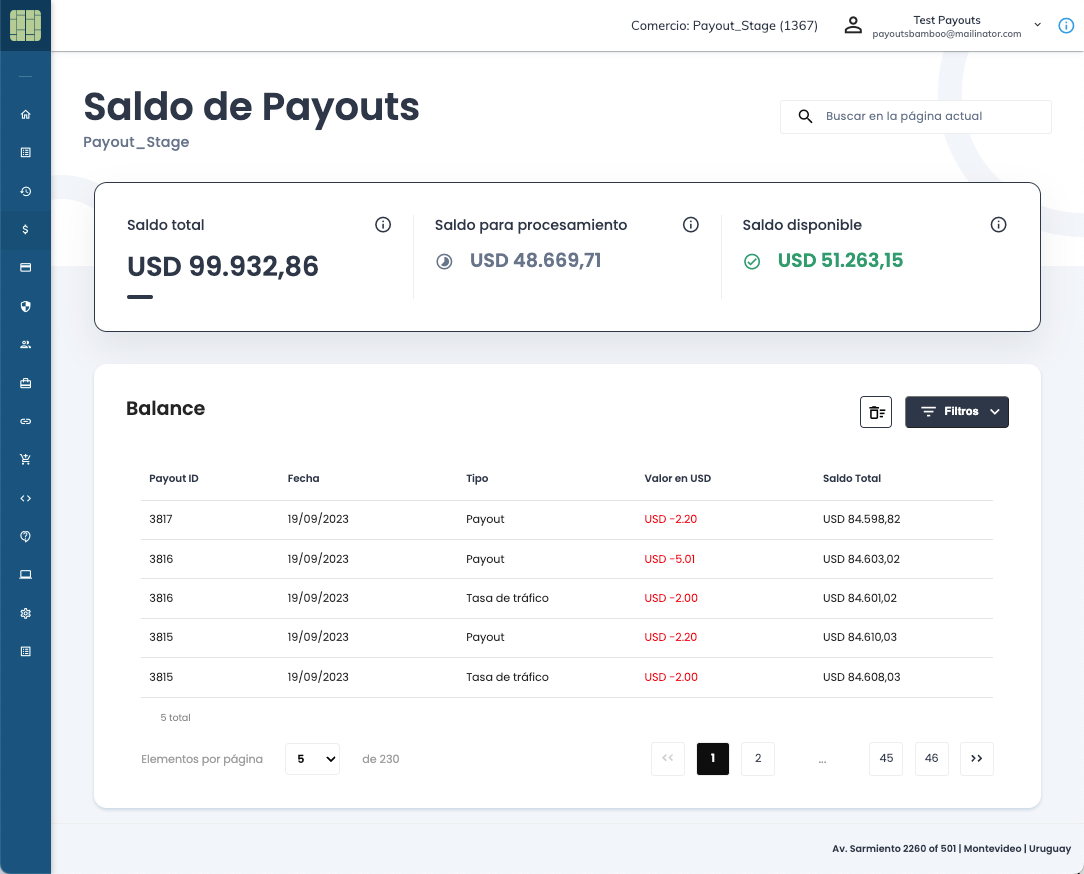 Comercio: Payout_Stage (1367)
Test Payouts
payoutsbamboo@mailinator.com
Saldo de Payouts
Payout_Stage
Buscar en la página actual
Saldo total
USD 99.932,86
Saldo para procesamiento
USD 48.669,71
Saldo disponible
USD 51.263,15
Balance
Filtros
Payout ID Fecha Tipo Valor en USD Saldo Total
3817 19/09/2023 Payout USD -2.20 USD 84.598,82
3816 19/09/2023 Payout USD -5.01 USD 84.603,02
3816 19/09/2023 Tasa de tráfico USD -2.00 USD 84.601,02
3815 19/09/2023 Payout USD -2.20 USD 84.610,03
3815 19/09/2023 Tasa de tráfico USD -2.00 USD 84.608,03
5 total
Elementos por página 5 de 230 << 1 2 ... 45 46 >>
Av. Sarmiento 2260 of 501 | Montevideo | Uruguay